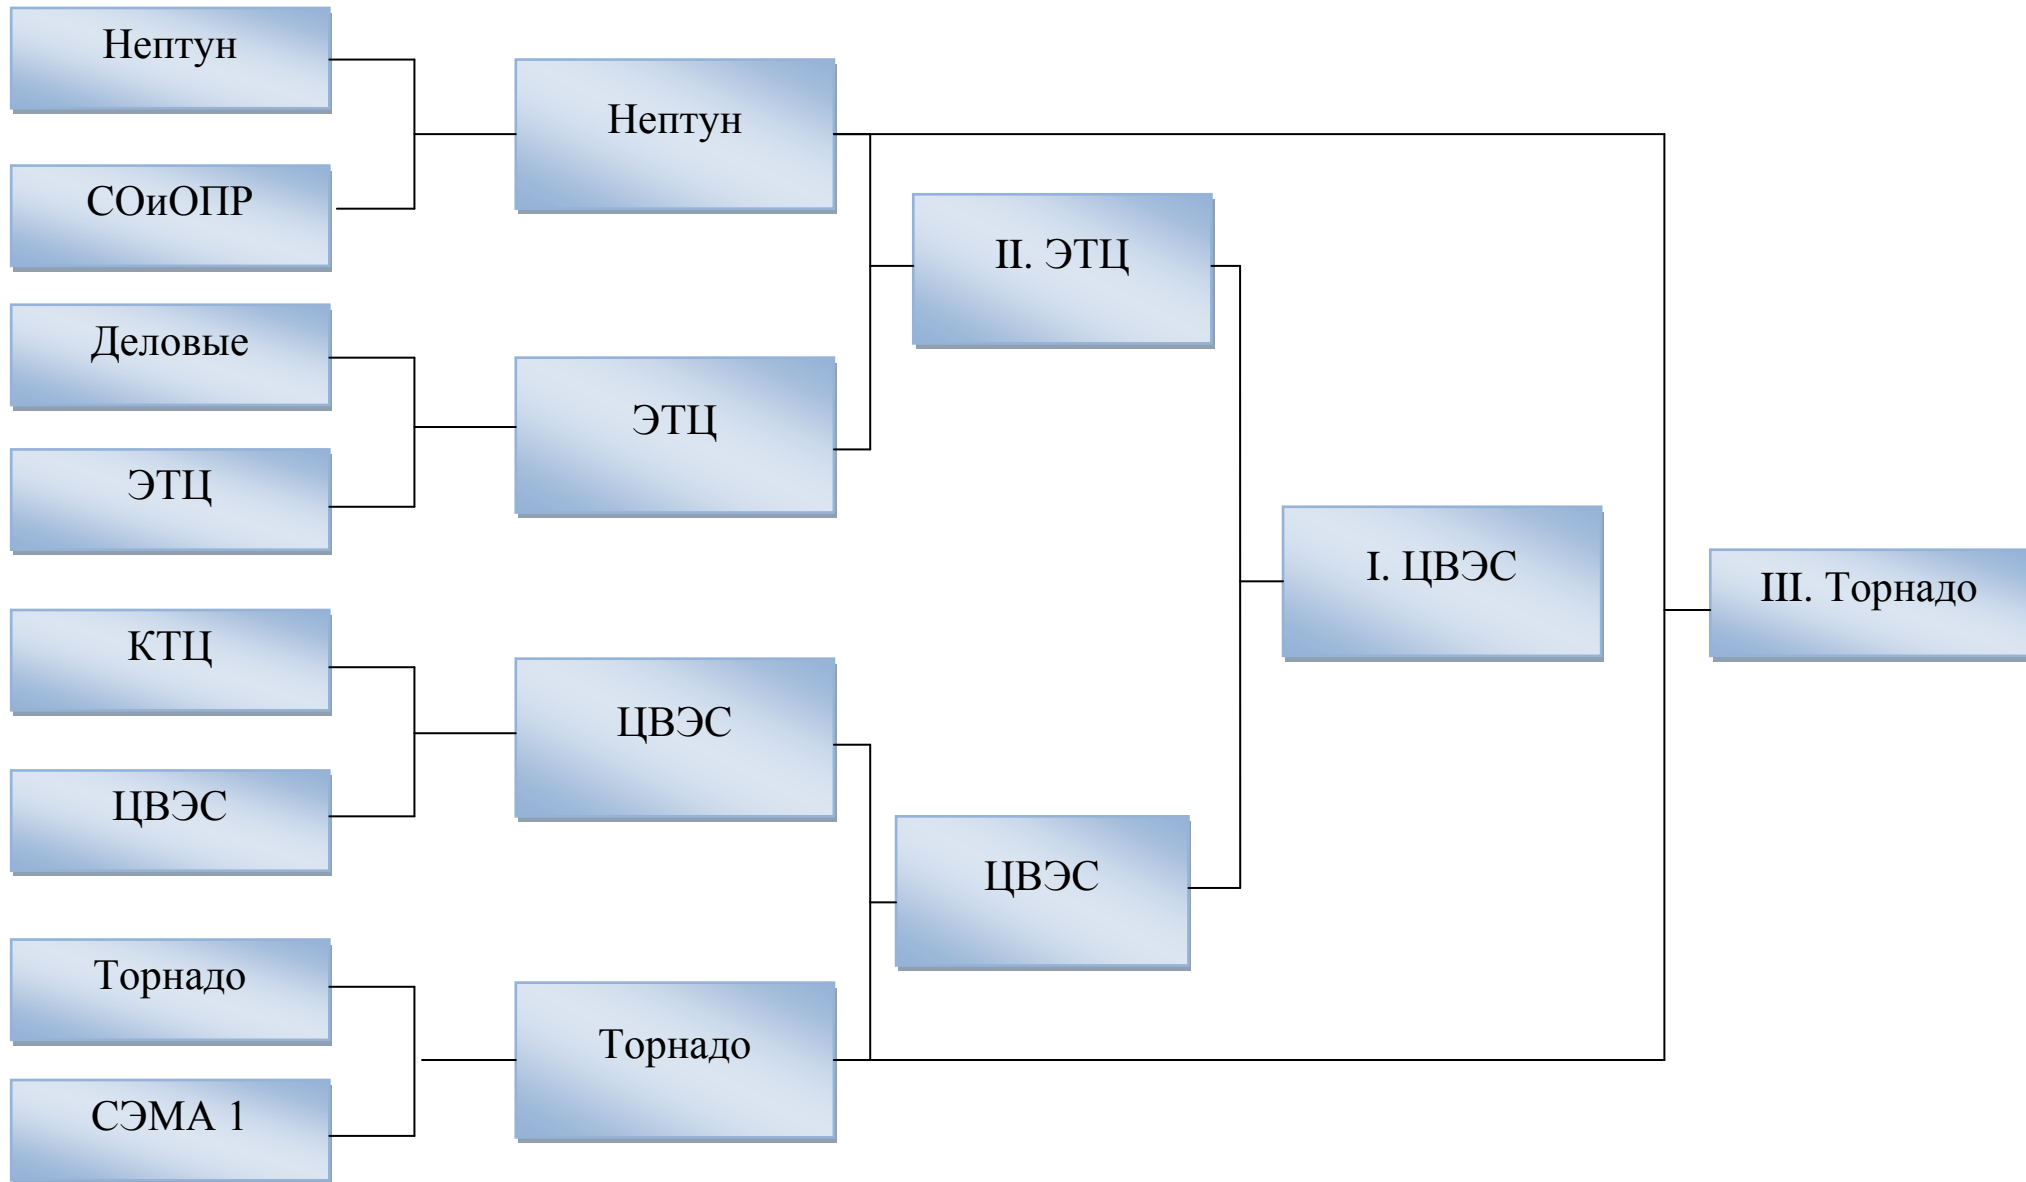 Нептун
СОиОПР
Деловые
ЭТЦ
КТЦ
ЦВЭС
Торнадо
СЭМА 1
Нептун
ЭТЦ
ЦВЭС
Торнадо
II. ЭТЦ
ЦВЭС
I. ЦВЭС
III. Торнадо